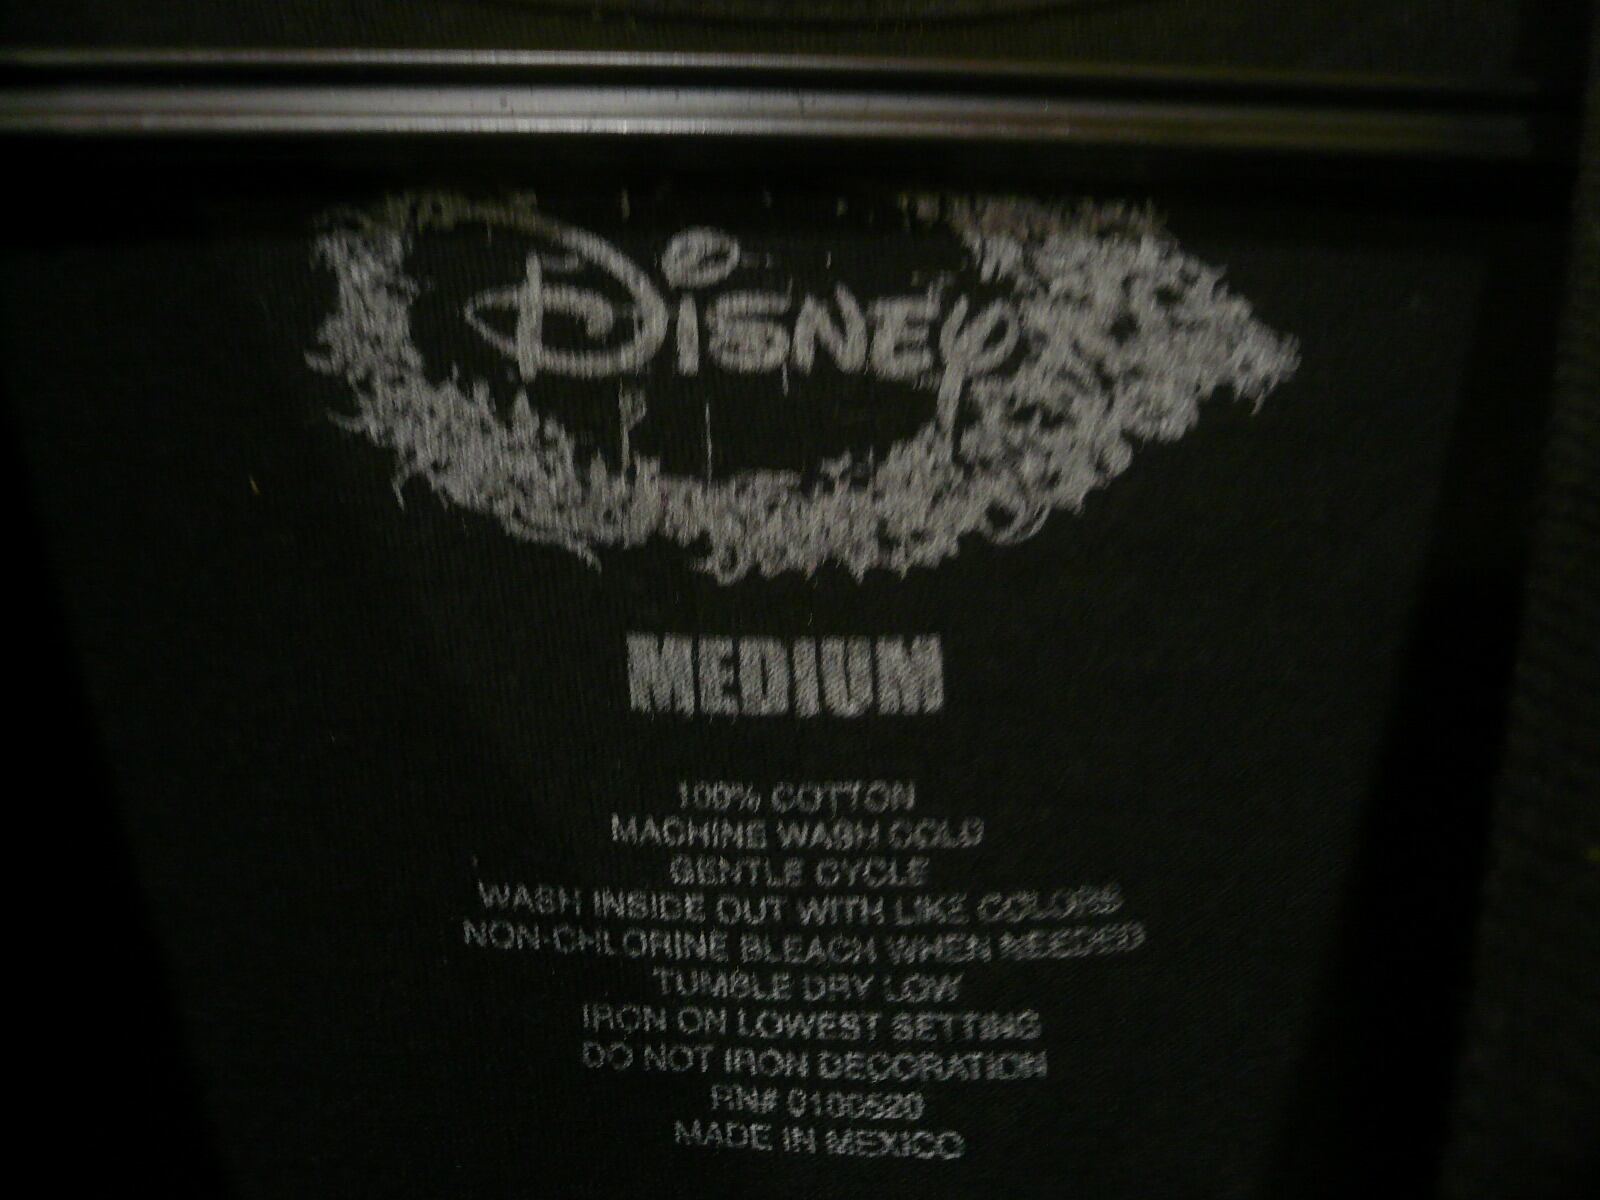 Disney
MEDIUM
100% COTTON
MACHINE WASH COLD
GENTLE CYCLE
WASH INSIDE OUT WITH LIKE COLORS
NON-CHLORINE BLEACH WHEN NEEDED
TUMBLE DRY LOW
IRON ON LOWEST SETTING
DO NOT IRON DECORATION
RN# 0100520
MADE IN MEXICO